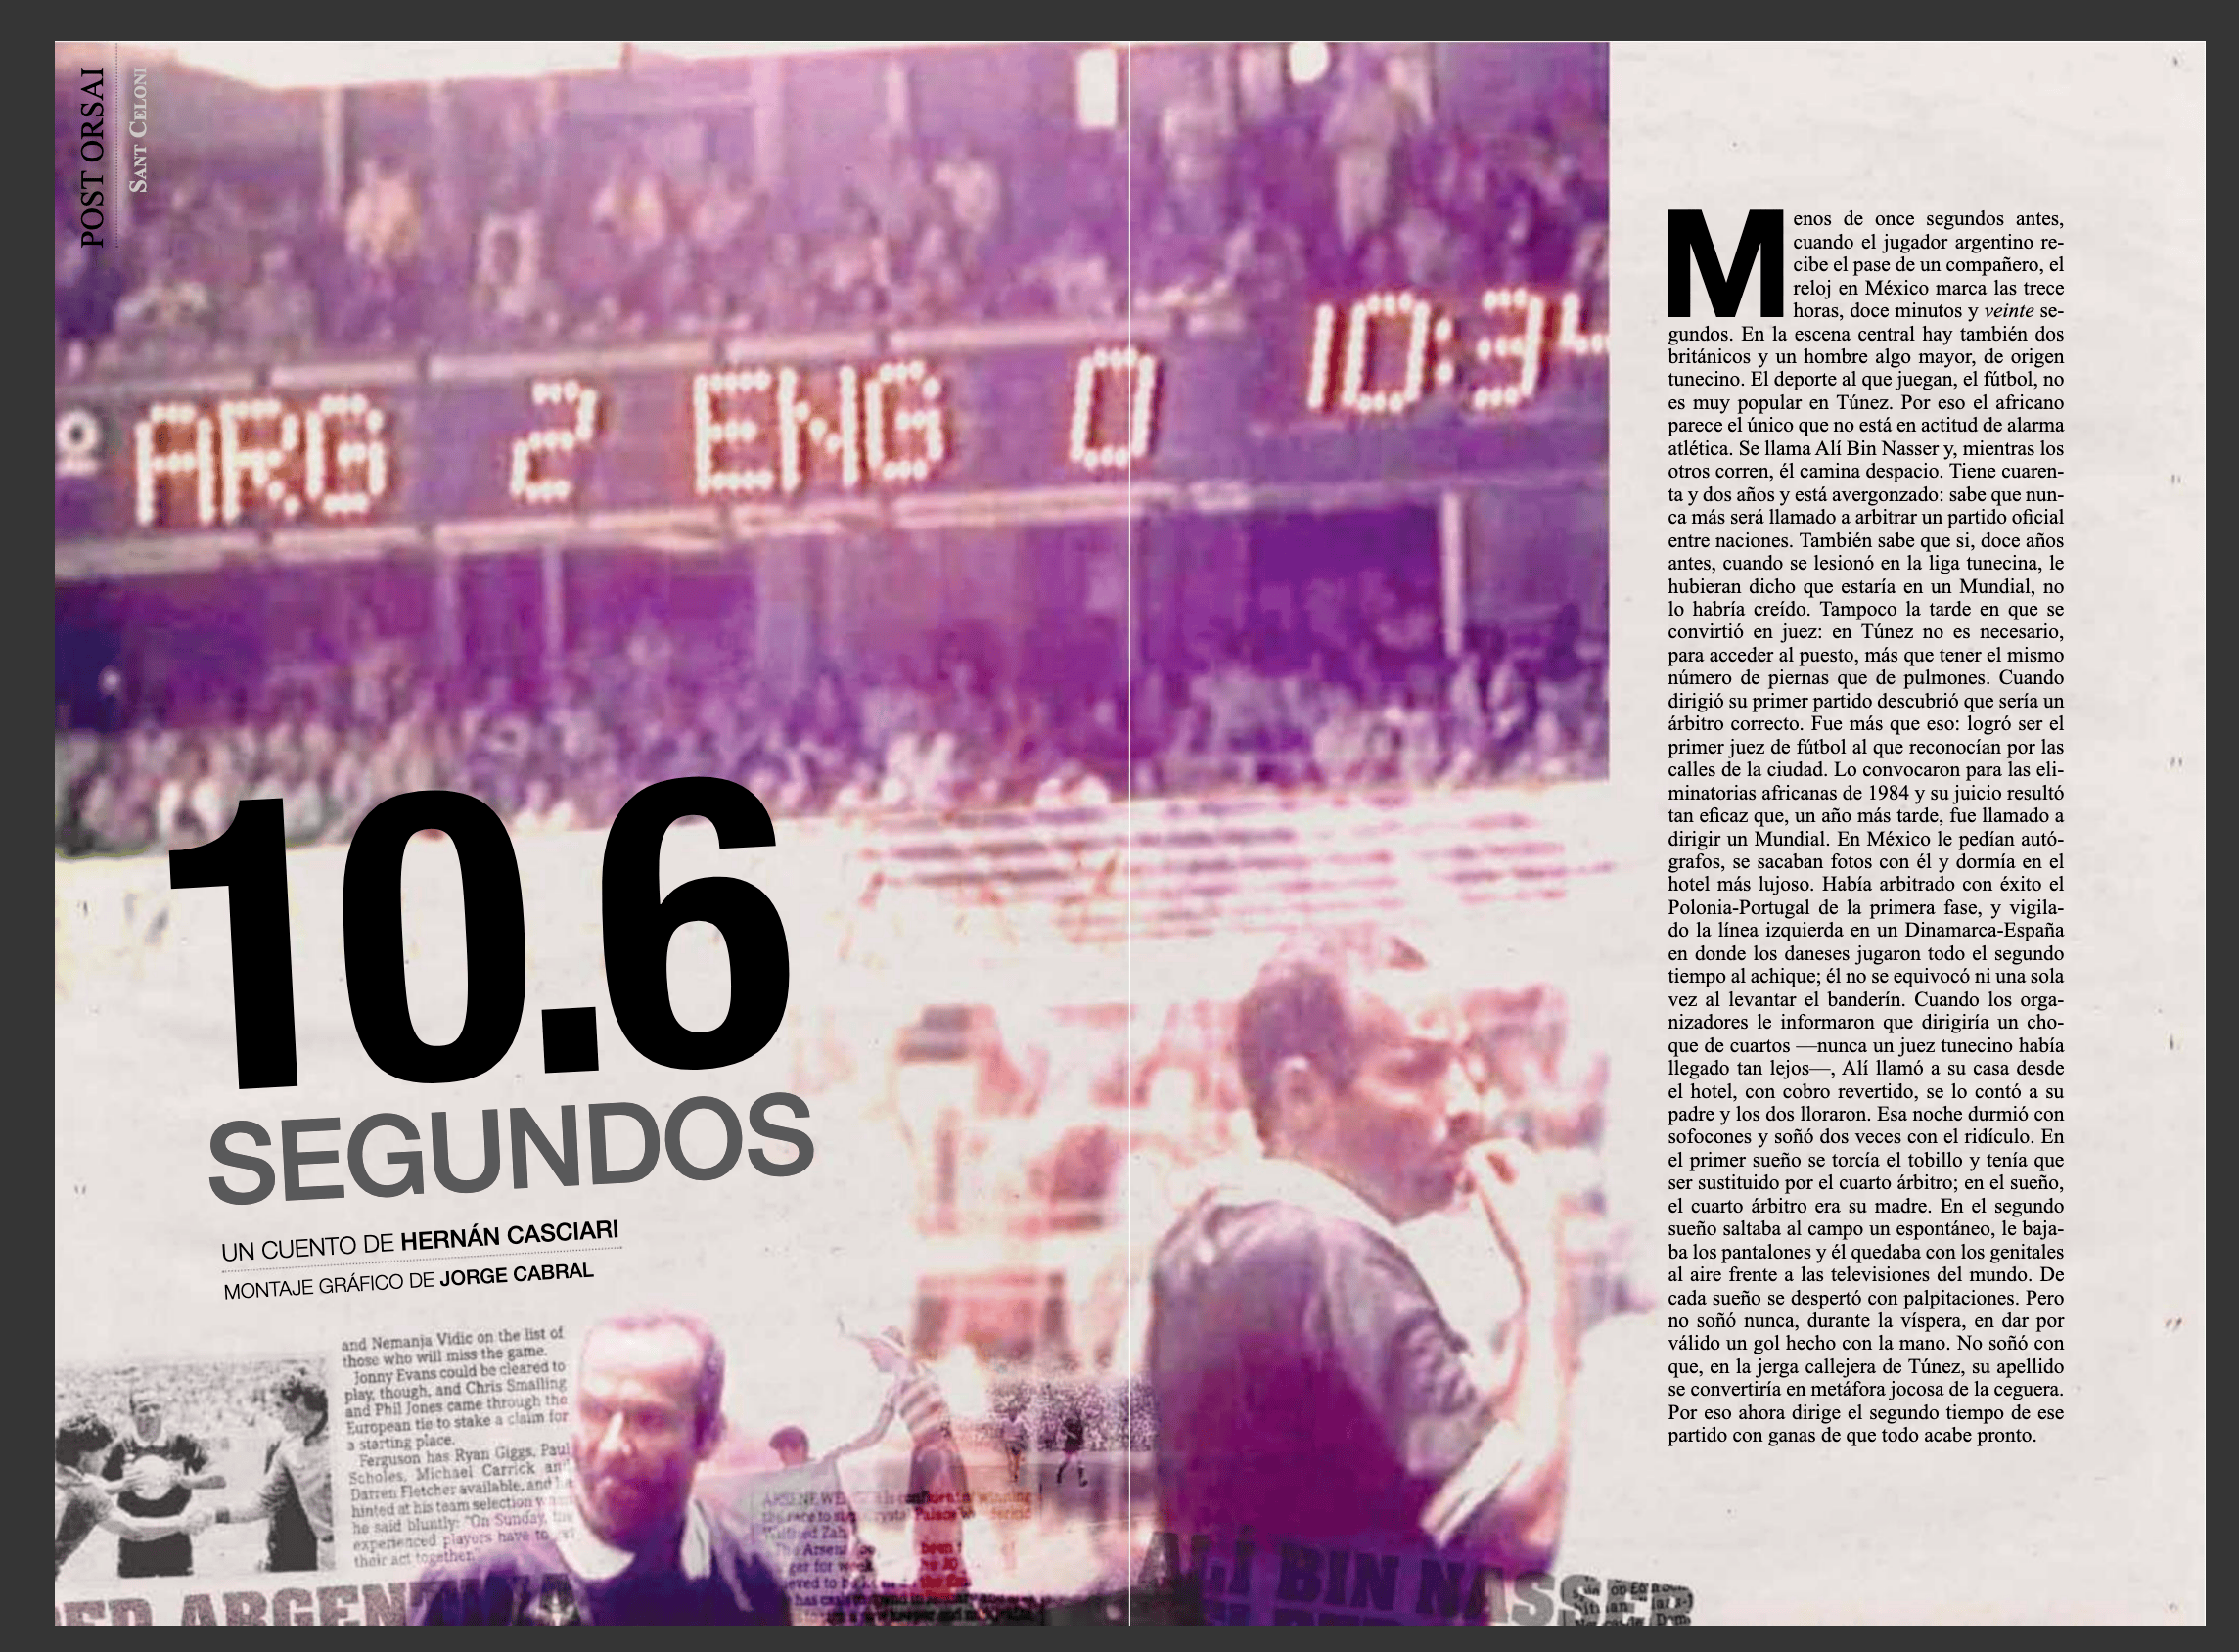 POST ORSAI
SANT CELONI
ARG 2 ENG 0 10:34
10.6
SEGUNDOS
UN CUENTO DE HERNÁN CASCIARI
MONTAJE GRÁFICO DE JORGE CABRAL
and Nemanja Vidic on the list of
those who will miss the game.
Jonny Evans could be cleared to
play, though, and Chris Smalling
and Phil Jones came through the
European tie to stake a claim for
a starting place.
Ferguson has Ryan Giggs, Paul
Scholes, Michael Carrick and
Darren Fletcher available, and
hinted at his team selection
he said bluntly: "On Sunday,
experienced players have to
their act together.
ARGENTINA
ALÍ BIN NASSER
Menos de once segundos antes,
cuando el jugador argentino re-
cibe el pase de un compañero, el
reloj en México marca las trece
horas, doce minutos y veinte se-
gundos. En la escena central hay también dos
británicos y un hombre algo mayor, de origen
tunecino. El deporte al que juegan, el fútbol, no
es muy popular en Túnez. Por eso el africano
parece el único que no está en actitud de alarma
atlética. Se llama Alí Bin Nasser y, mientras los
otros corren, él camina despacio. Tiene cuaren-
ta y dos años y está avergonzado: sabe que nun-
ca más será llamado a arbitrar un partido oficial
entre naciones. También sabe que si, doce años
antes, cuando se lesionó en la liga tunecina, le
hubieran dicho que estaría en un Mundial, no
lo habría creído. Tampoco la tarde en que se
convirtió en juez: en Túnez no es necesario,
para acceder al puesto, más que tener el mismo
número de piernas que de pulmones. Cuando
dirigió su primer partido descubrió que sería un
árbitro correcto. Fue más que eso: logró ser el
primer juez de fútbol al que reconocían por las
calles de la ciudad. Lo convocaron para las eli-
minatorias africanas de 1984 y su juicio resultó
tan eficaz que, un año más tarde, fue llamado a
dirigir un Mundial. En México le pedían autó-
grafos, se sacaban fotos con él y dormía en el
hotel más lujoso. Había arbitrado con éxito el
Polonia-Portugal de la primera fase, y vigila-
do la línea izquierda en un Dinamarca-España
en donde los daneses jugaron todo el segundo
tiempo al achique; él no se equivocó ni una sola
vez al levantar el banderín. Cuando los orga-
nizadores le informaron que dirigiría un cho-
que de cuartos —nunca un juez tunecino había
llegado tan lejos—, Alí llamó a su casa desde
el hotel, con cobro revertido, se lo contó a su
padre y los dos lloraron. Esa noche durmió con
sofocones y soñó dos veces con el ridículo. En
el primer sueño se torcía el tobillo y tenía que
ser sustituido por el cuarto árbitro; en el sueño,
el cuarto árbitro era su madre. En el segundo
sueño saltaba al campo un espontáneo, le baja-
ba los pantalones y él quedaba con los genitales
al aire frente a las televisiones del mundo. De
cada sueño se despertó con palpitaciones. Pero
no soñó nunca, durante la víspera, en dar por
válido un gol hecho con la mano. No soñó con
que, en la jerga callejera de Túnez, su apellido
se convertiría en metáfora jocosa de la ceguera.
Por eso ahora dirige el segundo tiempo de ese
partido con ganas de que todo acabe pronto.